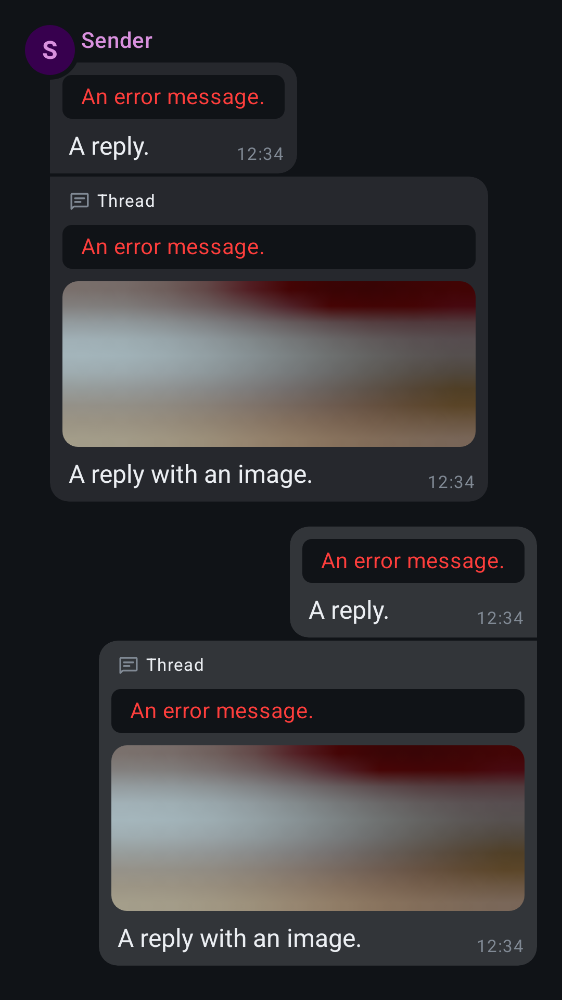 S
Sender
An error message.
A reply.
12:34
Thread
An error message.
A reply with an image.
12:34
An error message.
A reply.
12:34
Thread
An error message.
A reply with an image.
12:34